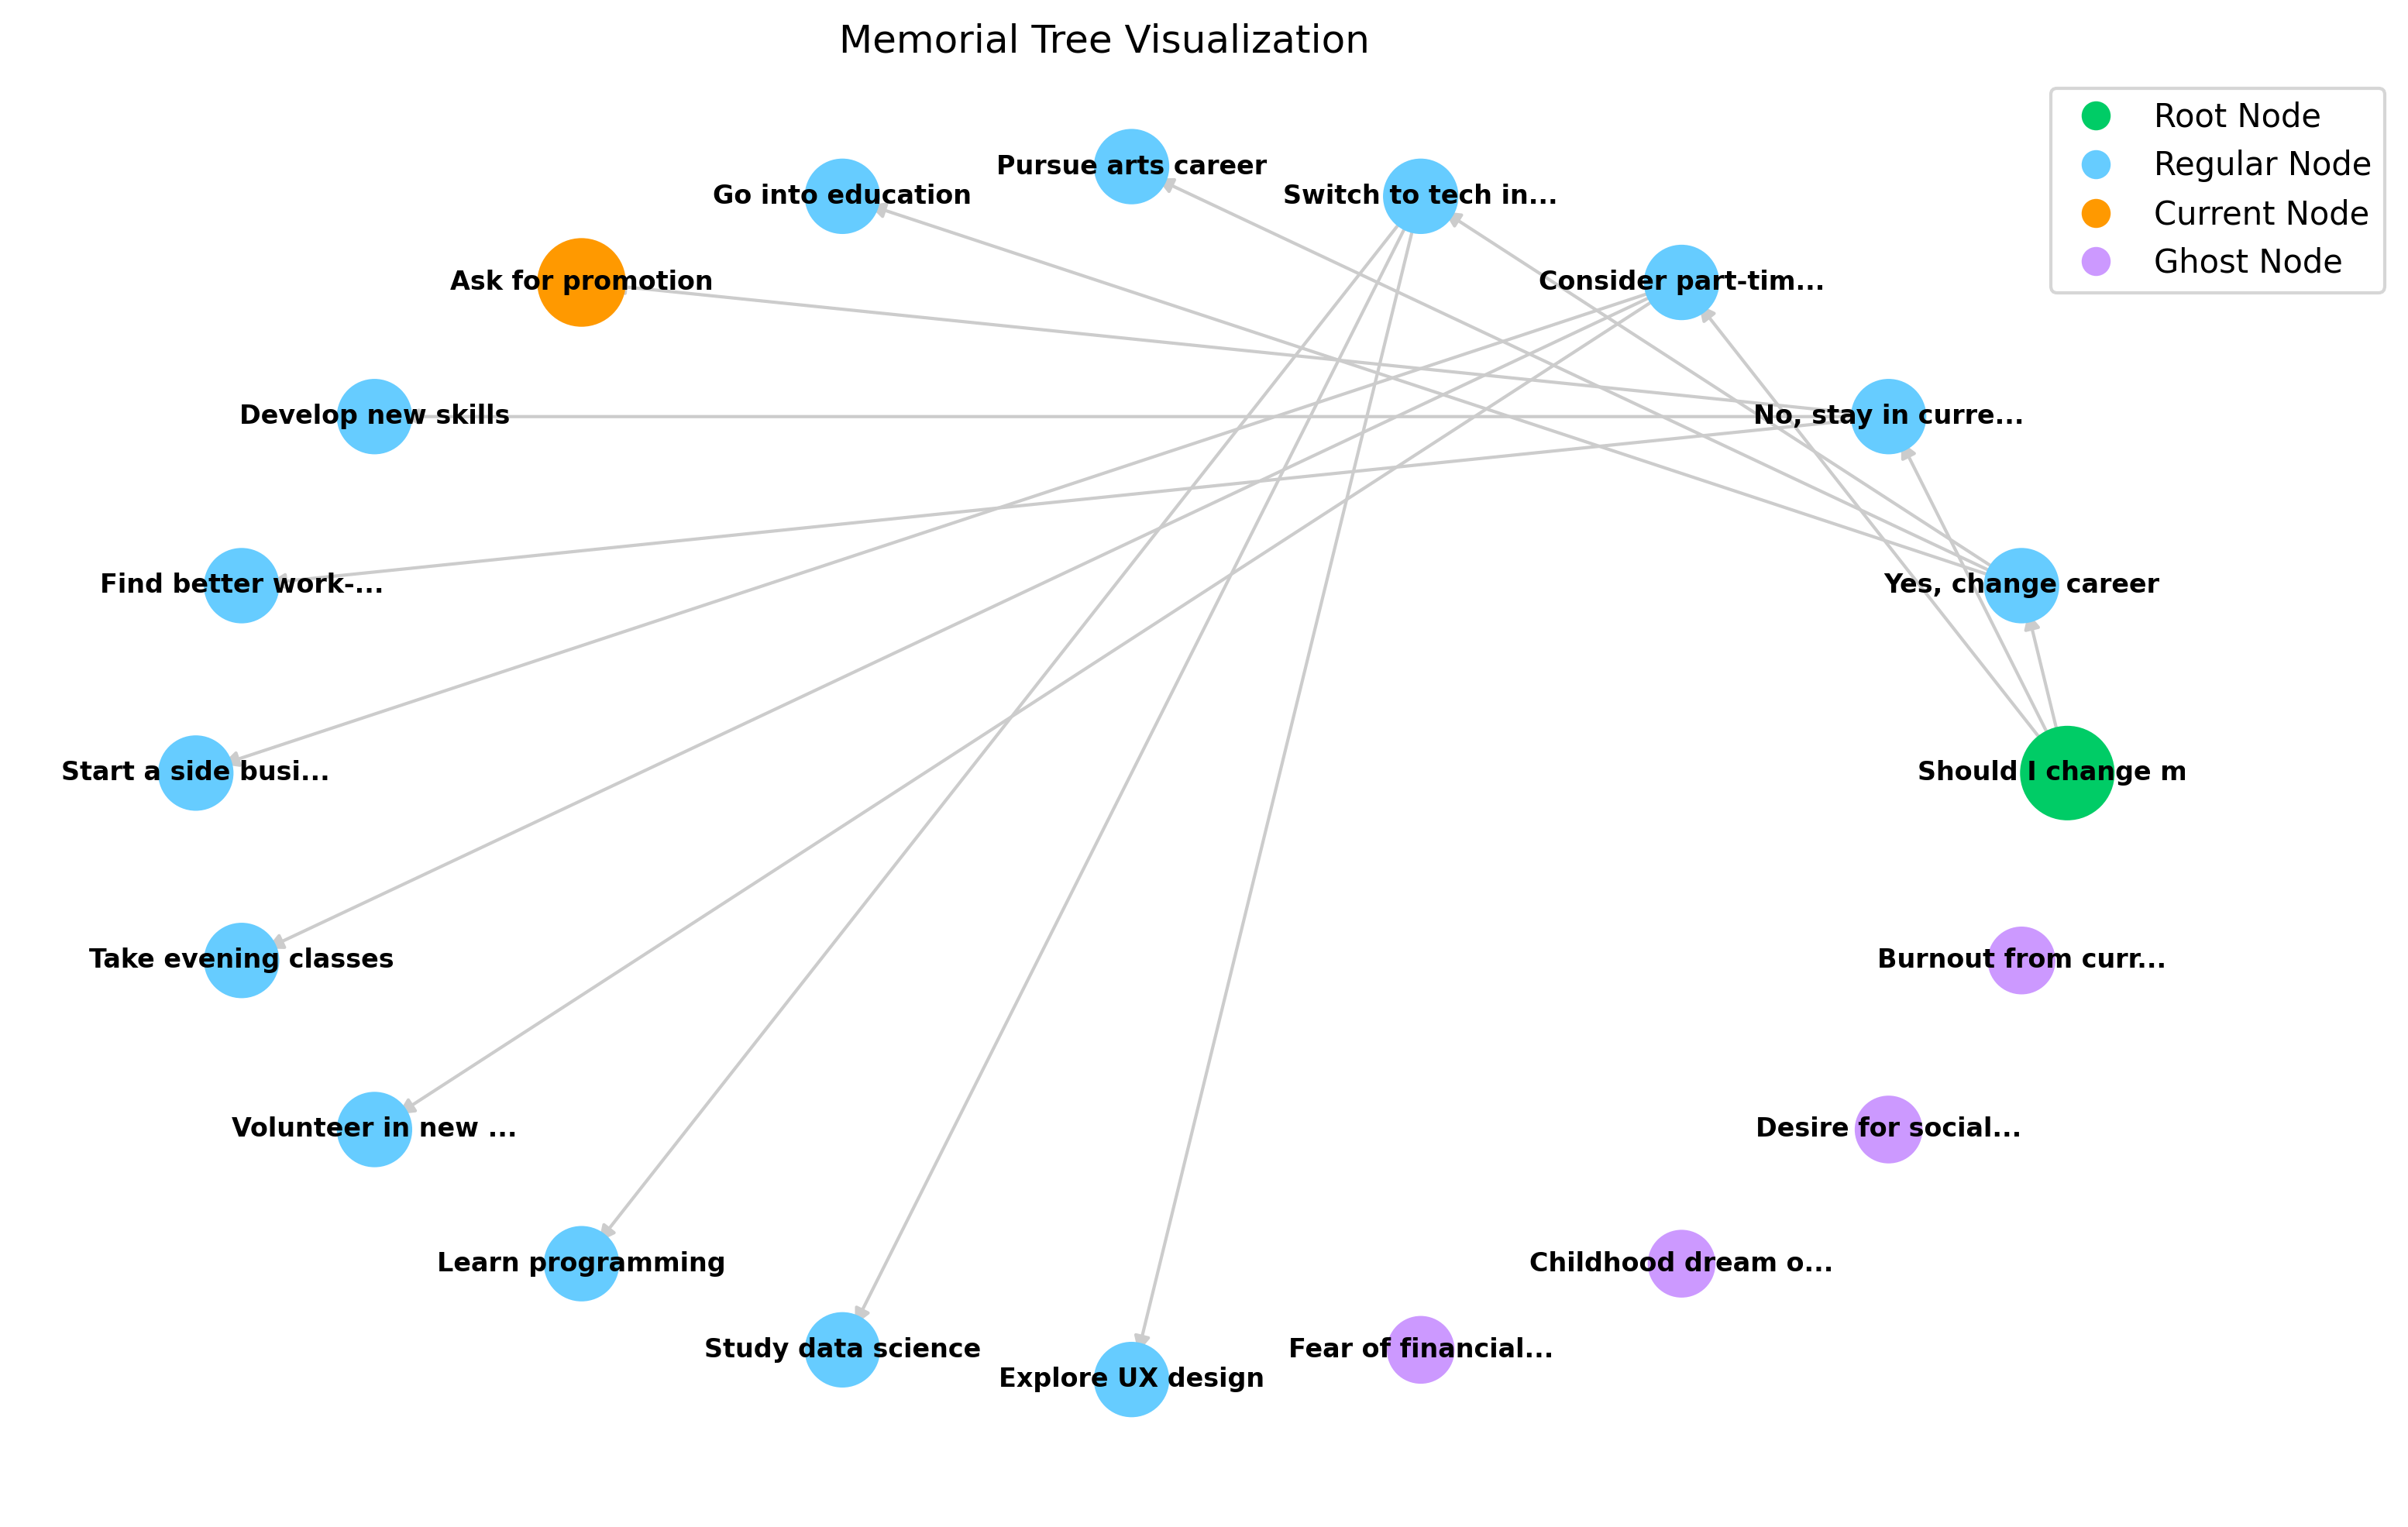 Memorial Tree Visualization
Root Node
Regular Node
Current Node
Ghost Node
Pursue arts career
Go into education
Switch to tech in...
Ask for promotion
Consider part-tim...
Develop new skills
No, stay in curre...
Find better work-...
Yes, change career
Start a side busi...
Should I change m
Take evening classes
Burnout from curr...
Volunteer in new ...
Desire for social...
Learn programming
Childhood dream o...
Study data science
Fear of financial...
Explore UX design